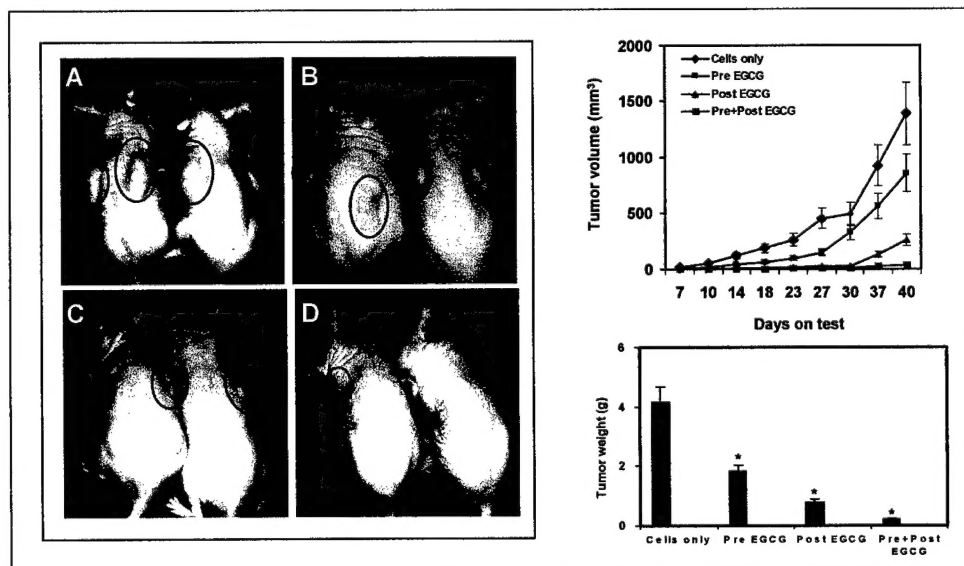 A
B
C
D
2000
1500
1000
500
0
Tumor volume (mm³)
Cells only
Pre EGCG
Post EGCG
Pre+Post EGCG
7 10 14 18 23 27 30 37 40
Days on test
6
4
2
0
Tumor weight (g)
*
*
*
Cells only Pre EGCG Post EGCG Pre+Post
EGCG